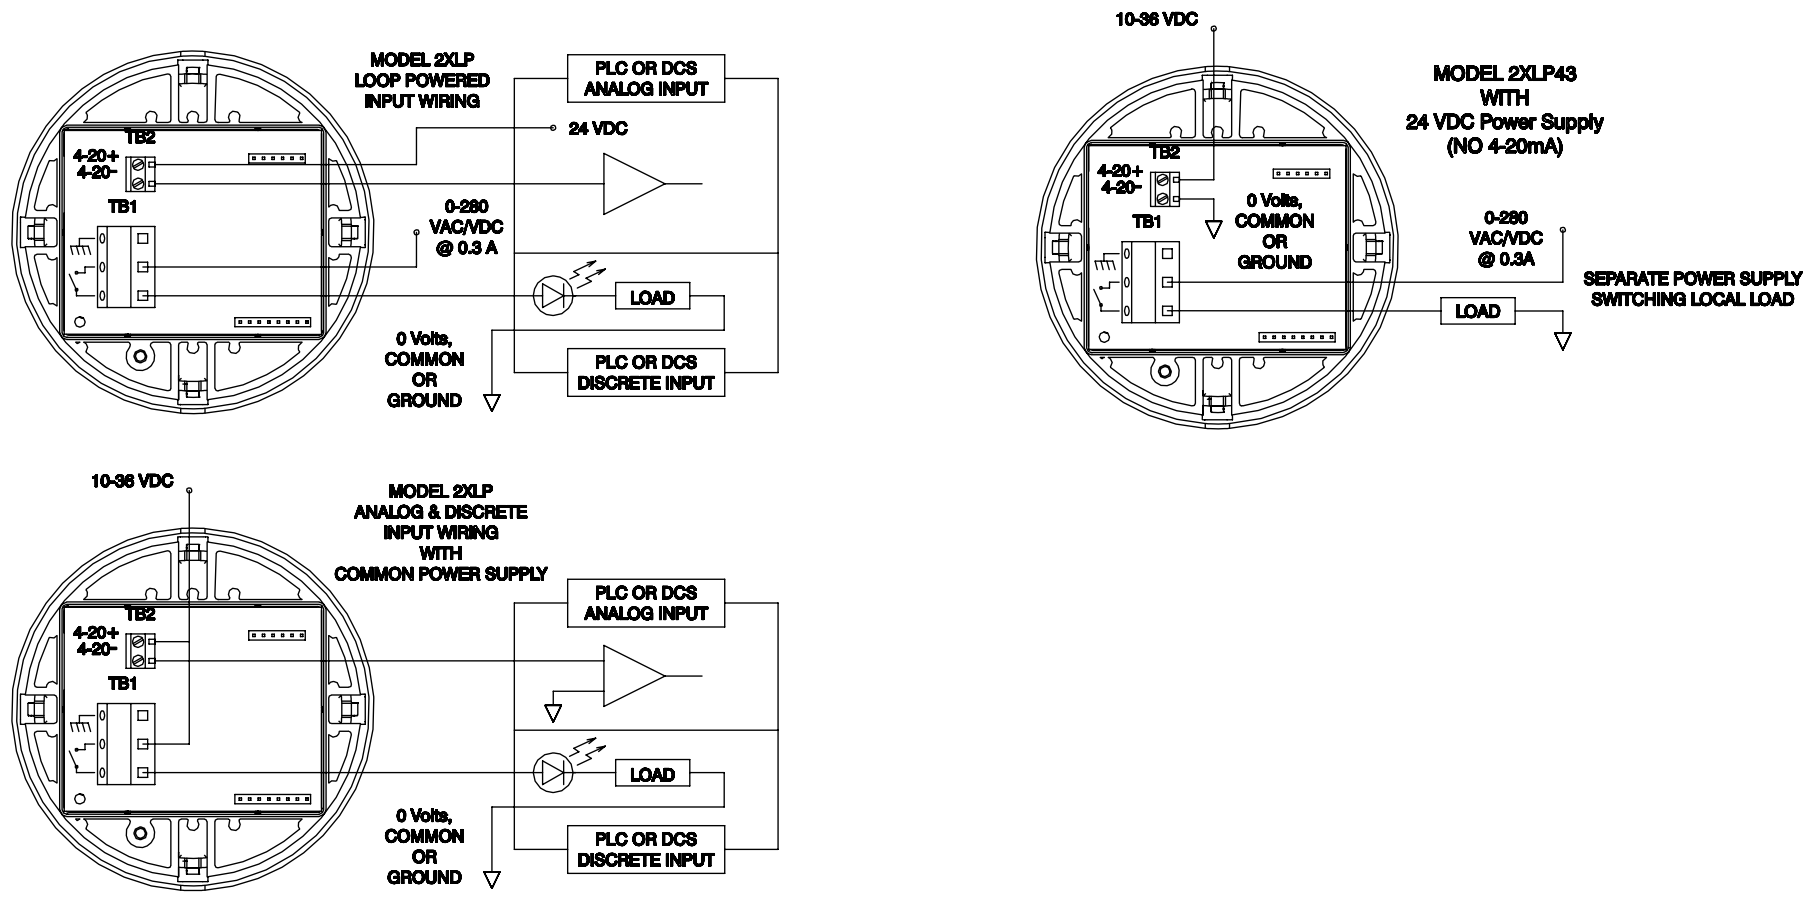 MODEL 2XLP
LOOP POWERED
INPUT WIRING
PLC OR DCS
ANALOG INPUT
24 VDC
TB2
4-20+
4-20-
TB1
0-280
VAC/VDC
@ 0.3 A
LOAD
0 Volts,
COMMON
OR
GROUND
PLC OR DCS
DISCRETE INPUT
10-36 VDC
MODEL 2XLP43
WITH
24 VDC Power Supply
(NO 4-20mA)
TB2
4-20+
4-20-
TB1
0 Volts,
COMMON
OR
GROUND
0-280
VAC/VDC
@ 0.3A
SEPARATE POWER SUPPLY
SWITCHING LOCAL LOAD
LOAD
10-36 VDC
MODEL 2XLP
ANALOG & DISCRETE
INPUT WIRING
WITH
COMMON POWER SUPPLY
PLC OR DCS
ANALOG INPUT
TB2
4-20+
4-20-
TB1
LOAD
0 Volts,
COMMON
OR
GROUND
PLC OR DCS
DISCRETE INPUT